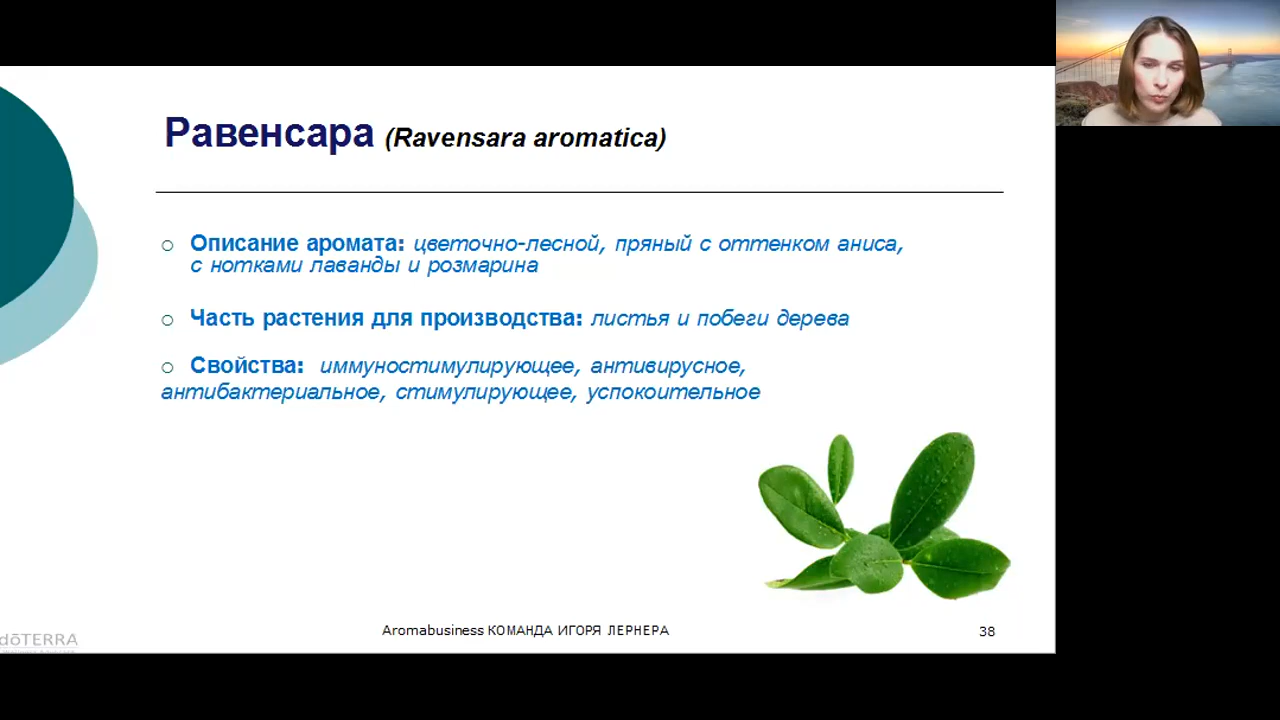 Равенсара (Ravensara aromatica)
Описание аромата: цветочно-лесной, пряный с оттенком аниса,
с нотками лаванды и розмарина
Часть растения для производства: листья и побеги дерева
Свойства: иммуностимулирующее, антивирусное,
антибактериальное, стимулирующее, успокоительное
dōTERRA
Aromabusiness КОМАНДА ИГОРЯ ЛЕРНЕРА
38